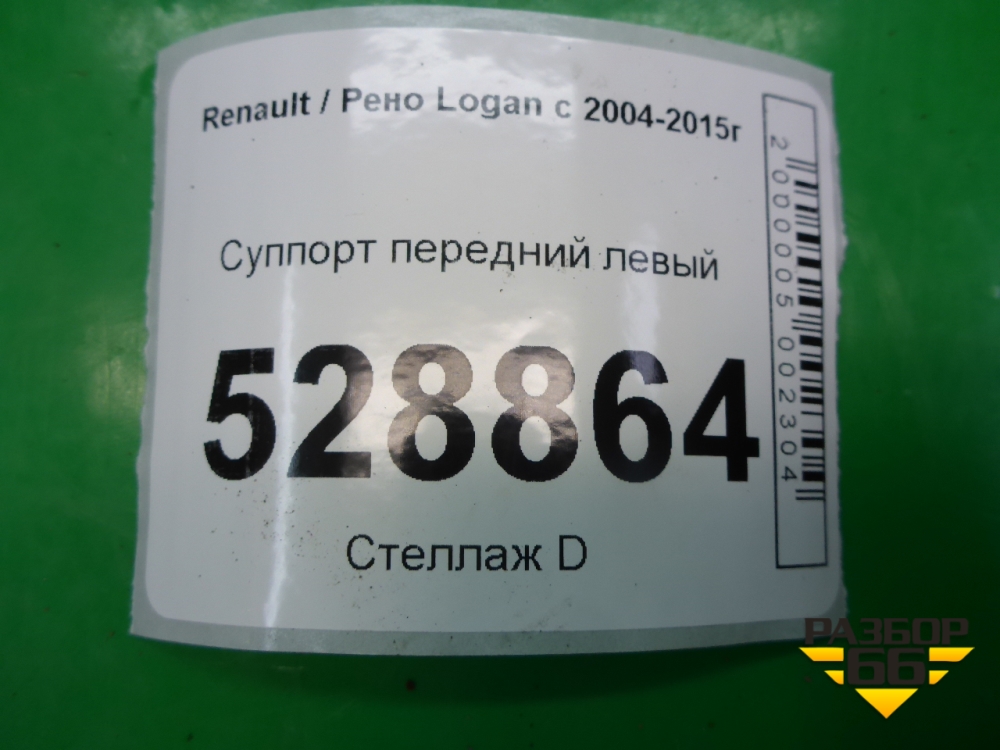 Renault / Рено Logan с 2004-2015г
Суппорт передний левый
528864
Стеллаж D
2000005002304
РАЗБОР
66